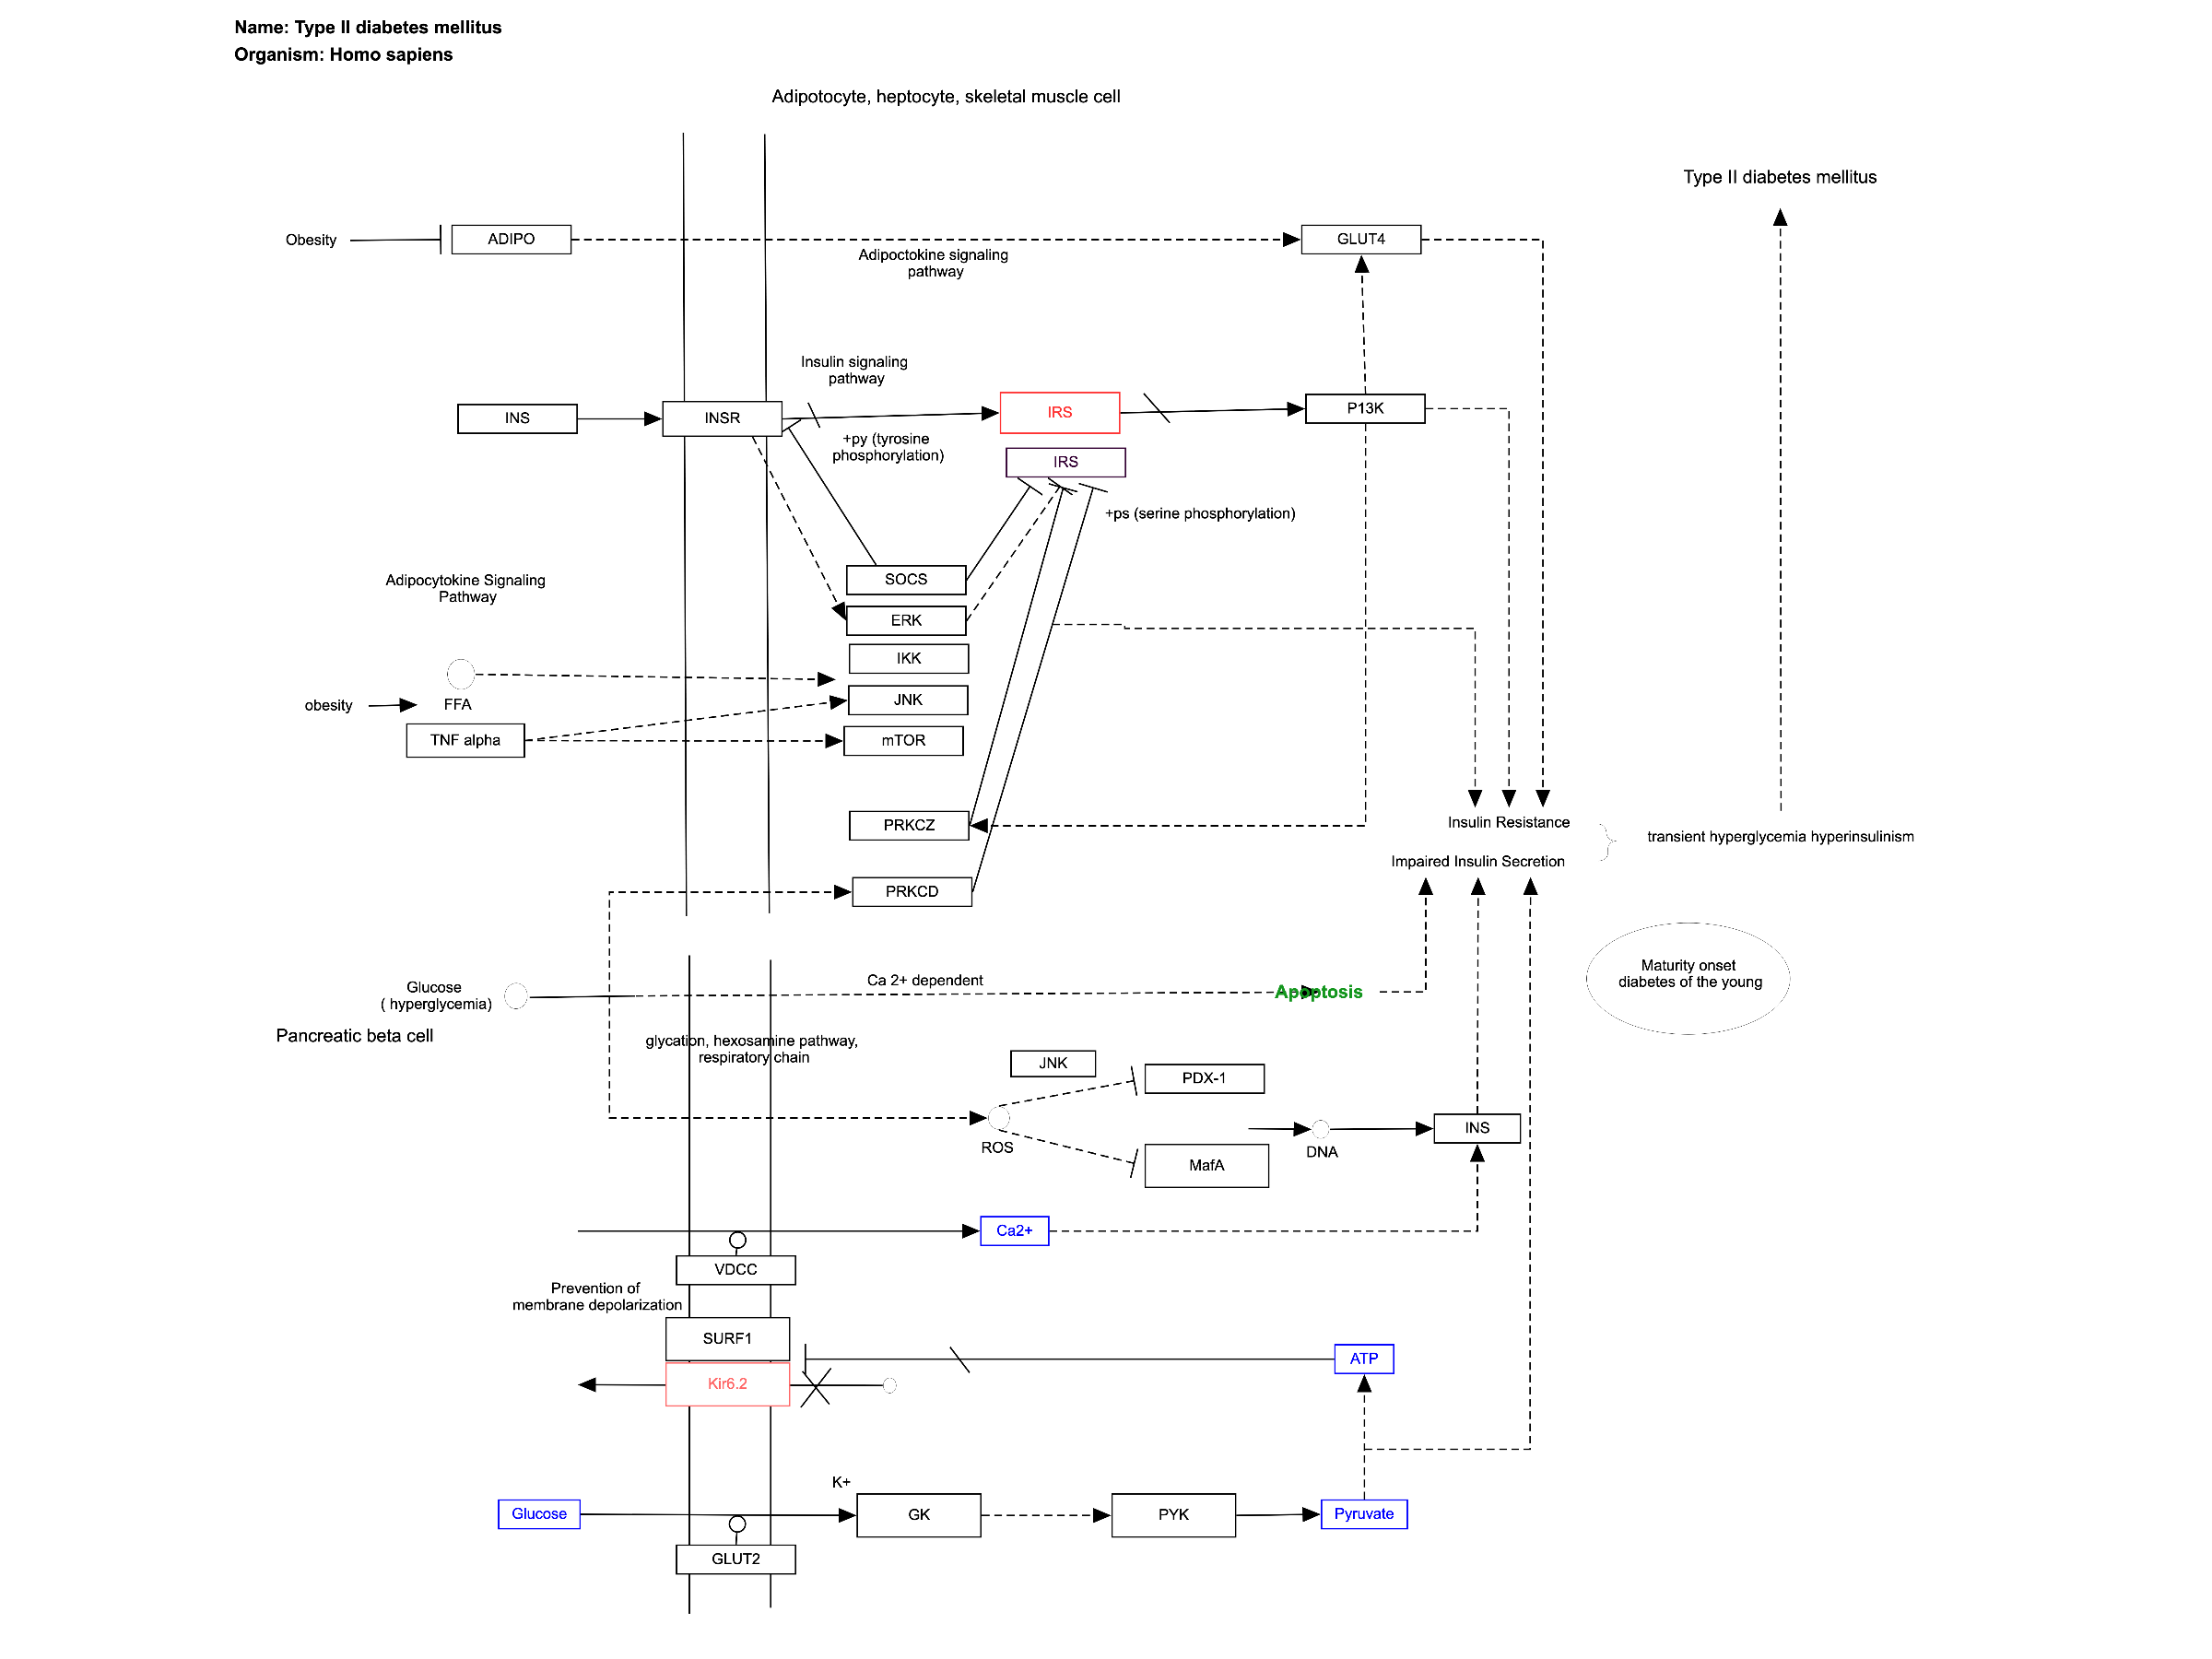 Name: Type II diabetes mellitus
Organism: Homo sapiens
Adipotocyte, heptocyte, skeletal muscle cell
Type II diabetes mellitus
Obesity
ADIPO
GLUT4
Adipoctokine signaling
pathway
Insulin signaling
pathway
INS
INSR
IRS
P13K
+py (tyrosine
phosphorylation)
IRS
+ps (serine phosphorylation)
Adipocytokine Signaling
Pathway
SOCS
ERK
IKK
FFA
obesity
JNK
TNF alpha
mTOR
PRKCZ
Insulin Resistance
transient hyperglycemia hyperinsulinism
Impaired Insulin Secretion
PRKCD
Maturity onset
diabetes of the young
Glucose
( hyperglycemia)
Ca 2+ dependent
Apoptosis
Pancreatic beta cell
glycation, hexosamine pathway,
respiratory chain
JNK
PDX-1
ROS
MafA
DNA
INS
Ca2+
VDCC
Prevention of
membrane depolarization
SURF1
ATP
Kir6.2
K+
Glucose
GK
PYK
Pyruvate
GLUT2